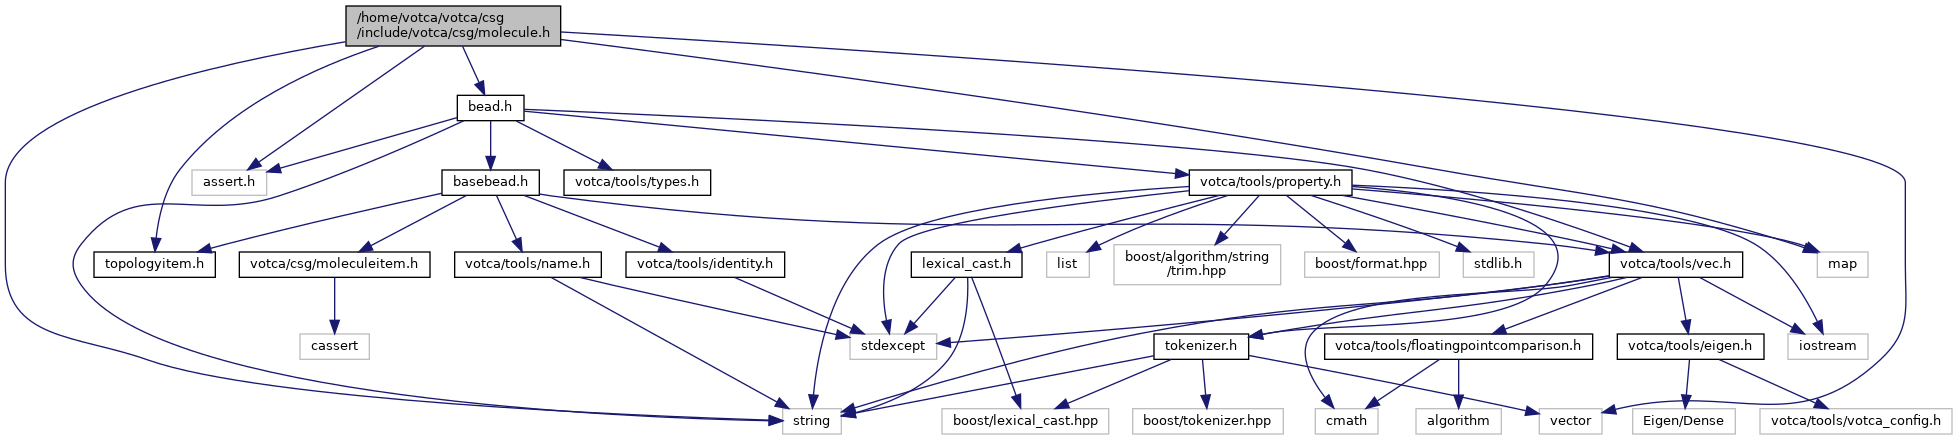 /home/votca/votca/csg
/include/votca/csg/molecule.h
bead.h
assert.h
basebead.h
votca/tools/types.h
votca/tools/property.h
topologyitem.h
votca/csg/moleculeitem.h
votca/tools/name.h
votca/tools/identity.h
lexical_cast.h
list
boost/algorithm/string
/trim.hpp
boost/format.hpp
stdlib.h
votca/tools/vec.h
map
cassert
stdexcept
tokenizer.h
votca/tools/floatingpointcomparison.h
votca/tools/eigen.h
iostream
string
boost/lexical_cast.hpp
boost/tokenizer.hpp
cmath
algorithm
vector
Eigen/Dense
votca/tools/votca_config.h